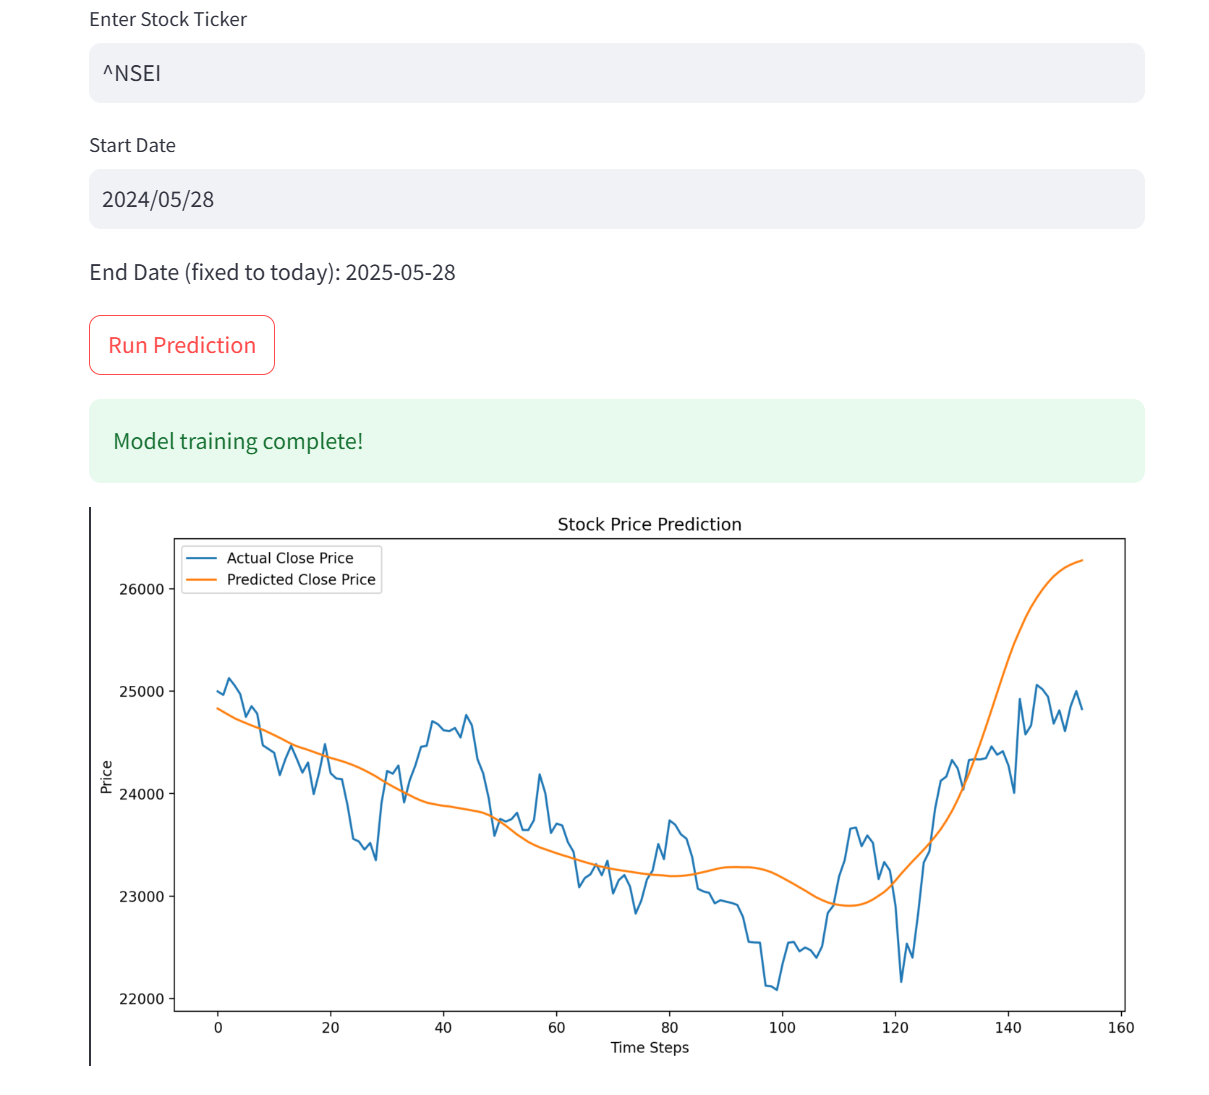 Enter Stock Ticker
^NSEI
Start Date
2024/05/28
End Date (fixed to today): 2025-05-28
Run Prediction
Model training complete!
Stock Price Prediction
Actual Close Price
Predicted Close Price
26000
25000
24000
23000
22000
Price
0 20 40 60 80 100 120 140 160
Time Steps